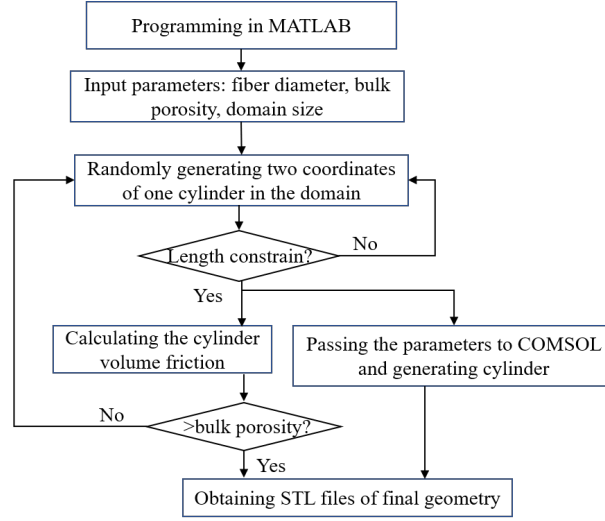 Programming in MATLAB
Input parameters: fiber diameter, bulk
porosity, domain size
Randomly generating two coordinates
of one cylinder in the domain
Length constrain?
No
Yes
Calculating the cylinder
volume friction
Passing the parameters to COMSOL
and generating cylinder
No
>bulk porosity?
Yes
Obtaining STL files of final geometry